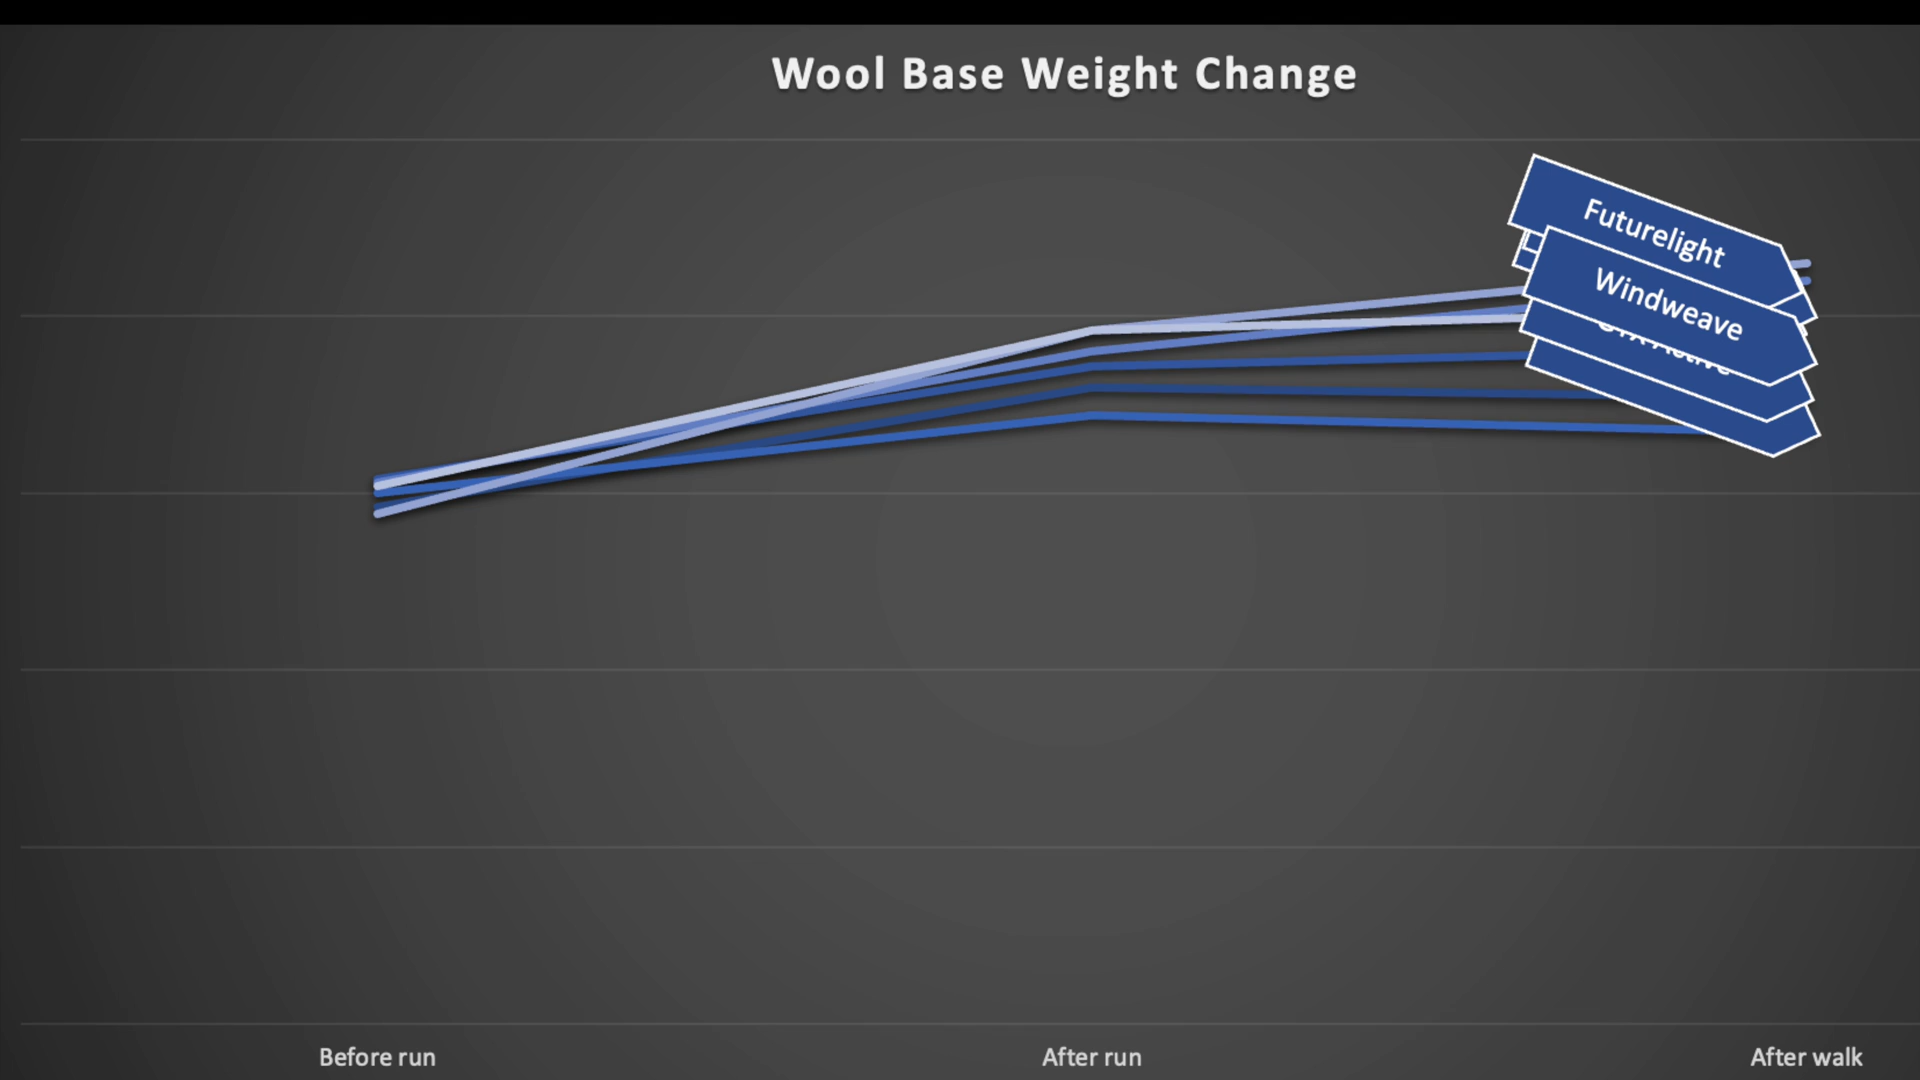 Wool Base Weight Change
Futurelight
Windweave
Before run
After run
After walk